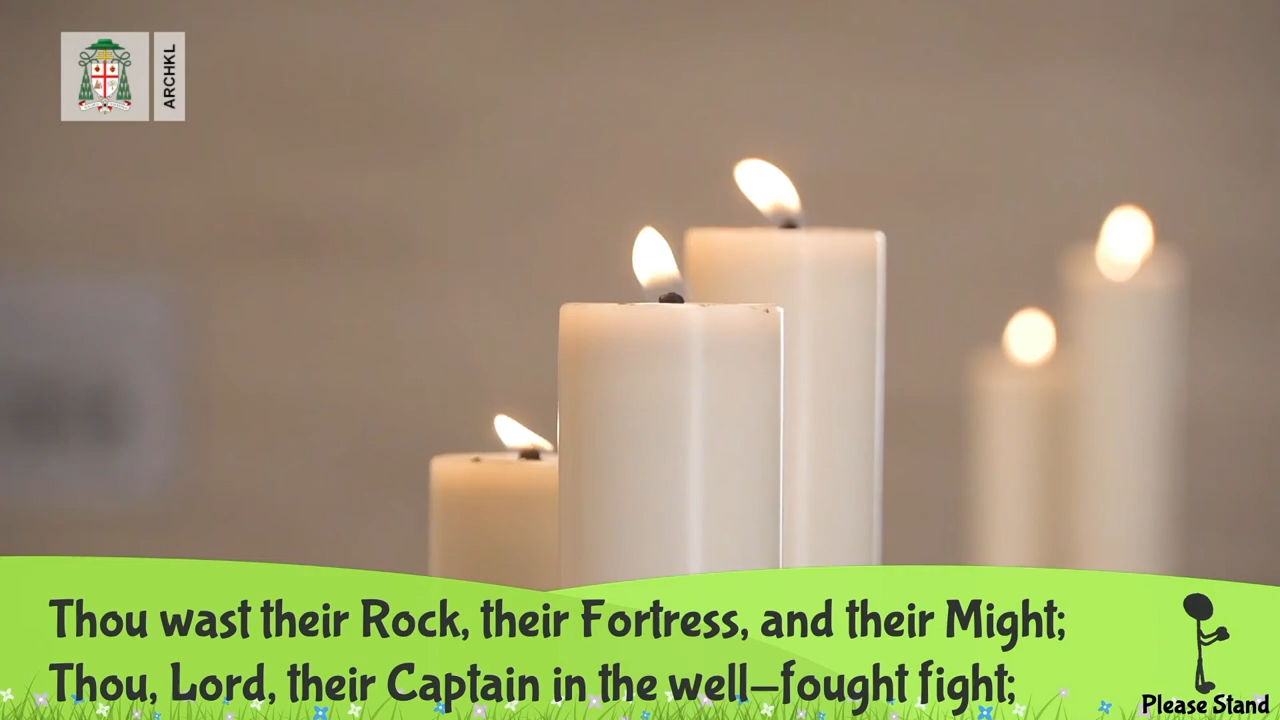 ARCHKL
Thou wast their Rock, their Fortress, and their Might;
Thou, Lord, their Captain in the well-fought fight;
Please Stand